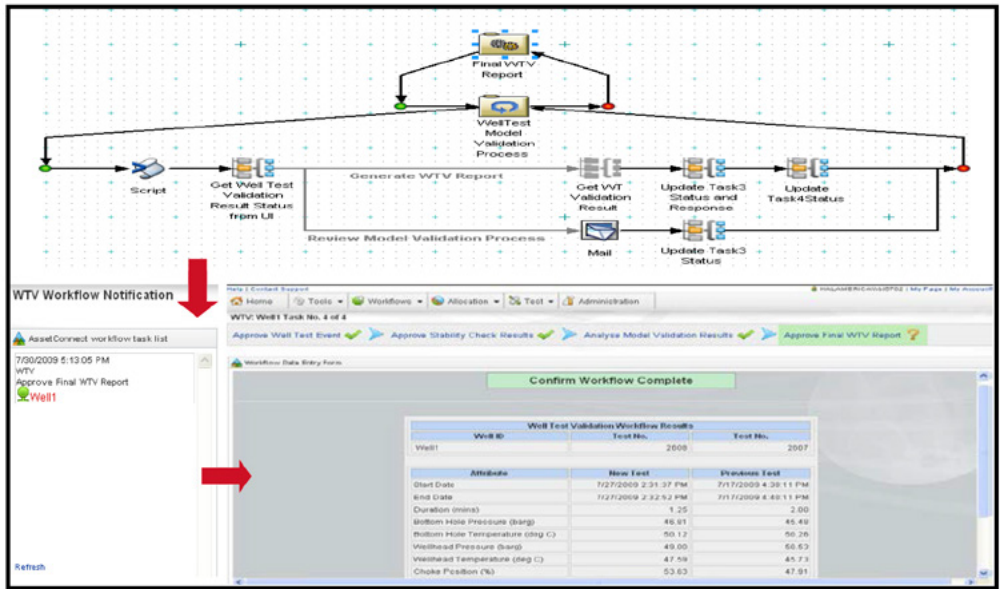 Final WTV
Report
WellTest
Model
Validation
Process
Script
Get Well Test
Validation
Result Status
from UI
Generate WTV Report
Get WT
Validation
Result
Update Task3
Status and
Response
Update
Task4Status
Review Model Validation Process
Mail
Update Task3
Status
WTV Workflow Notification
AssetConnect workflow task list
7/30/2009 5:13:05 PM
WTV
Approve Final WTV Report
Well1
Refresh
Help | Contact Support
| My Page | My Account
Home Tools Workflows Allocation Test Administration
WTV: Well1 Task No. 4 of 4
Approve Well Test Event Approve Stability Check Results Analyse Model Validation Results Approve Final WTV Report ?
Workflow Data Entry Form
Confirm Workflow Complete
Well Test Validation Workflow Results
Well ID Test No. Test No.
Well1 2008 2007
Attribute New Test Previous Test
Start Date 7/27/2009 2:31:37 PM 7/17/2009 4:38:11 PM
End Date 7/27/2009 2:32:52 PM 7/17/2009 4:40:11 PM
Duration (mins) 1.25 2.00
Bottom Hole Pressure (barg) 46.81 45.48
Bottom Hole Temperature (deg C) 50.12 50.26
Wellhead Pressure (barg) 49.00 50.53
Wellhead Temperature (deg C) 47.59 45.73
Choke Position (%) 53.63 47.91